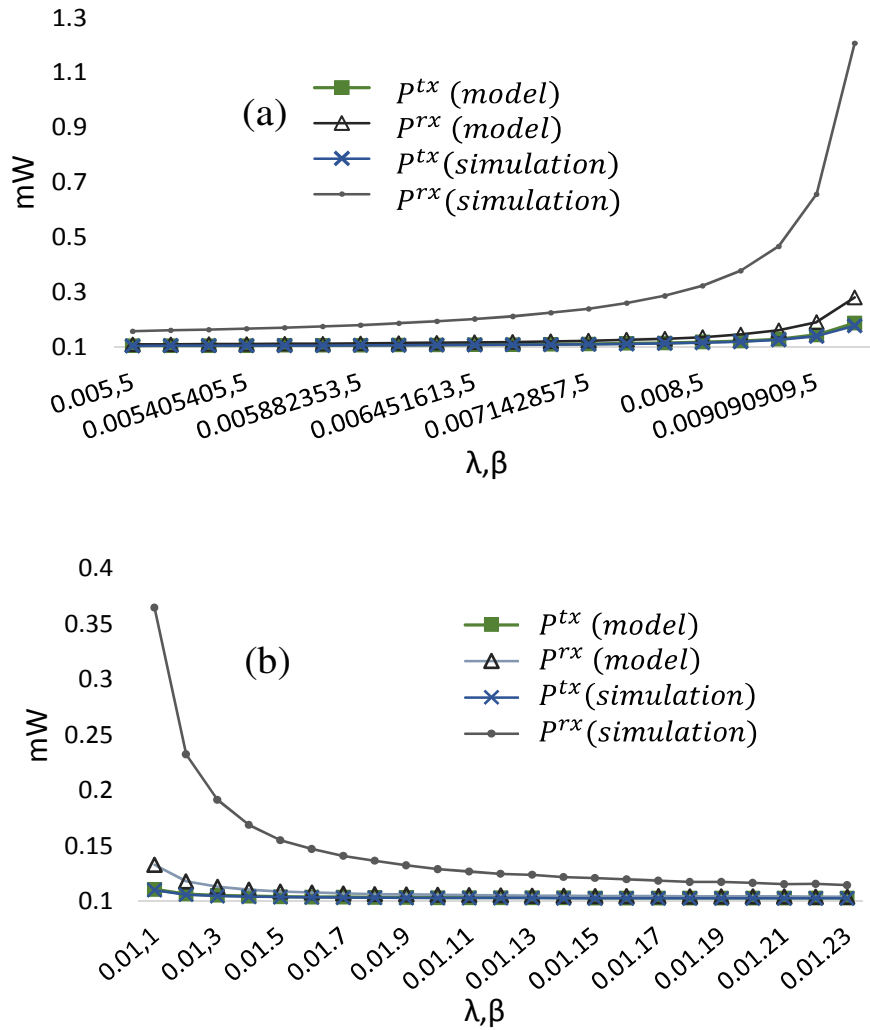 1.3
1.1
0.9
0.7
0.5
0.3
0.1
mW
(a)
P^tx (model)
P^rx (model)
P^tx(simulation)
P^rx(simulation)
0.005,5
0.005405405,5
0.005882353,5
0.006451613,5
0.007142857,5
0.008,5
0.009090909,5
λ,β
0.4
0.35
0.3
0.25
0.2
0.15
0.1
mW
(b)
P^tx (model)
P^rx (model)
P^tx(simulation)
P^rx(simulation)
0.01,1
0.01,3
0.01.5
0.01.7
0.01.9
0.01.11
0.01.13
0.01.15
0.01.17
0.01.19
0.01.21
0.01.23
λ,β